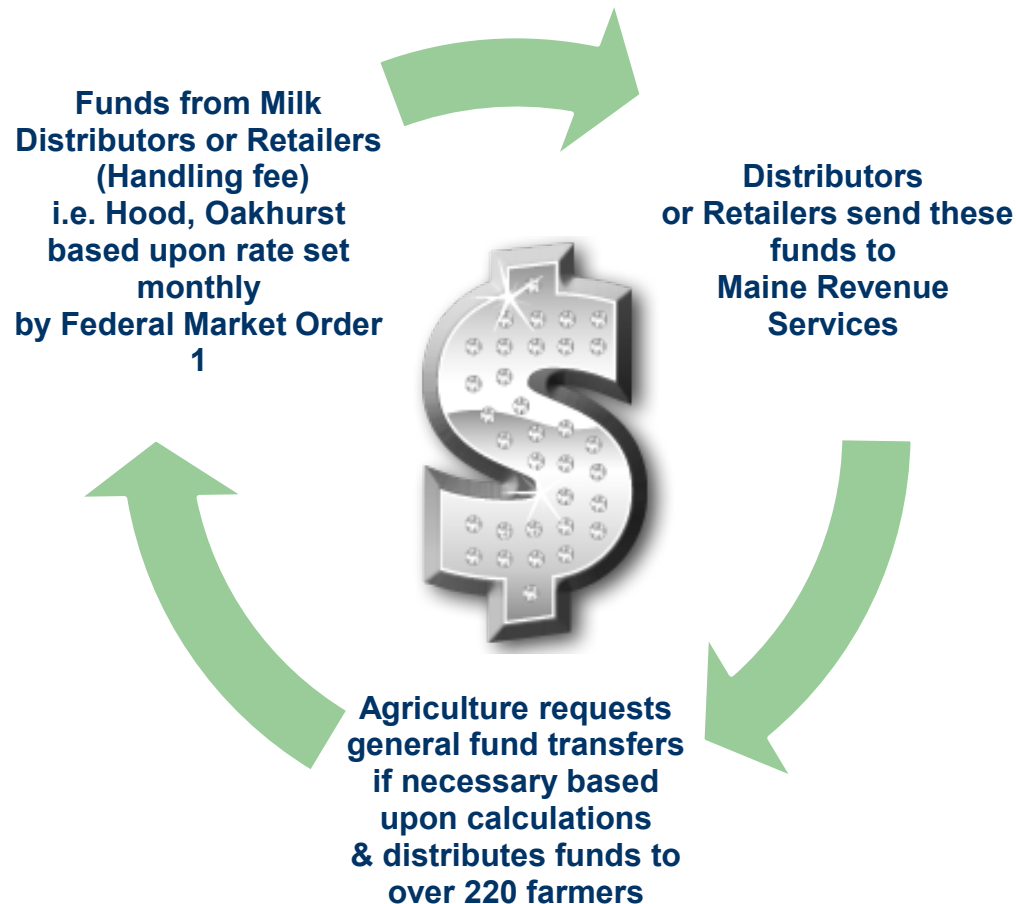 Funds from Milk
Distributors or Retailers
(Handling fee)
i.e. Hood, Oakhurst
based upon rate set
monthly
by Federal Market Order
1
Distributors
or Retailers send these
funds to
Maine Revenue
Services
Agriculture requests
general fund transfers
if necessary based
upon calculations
& distributes funds to
over 220 farmers